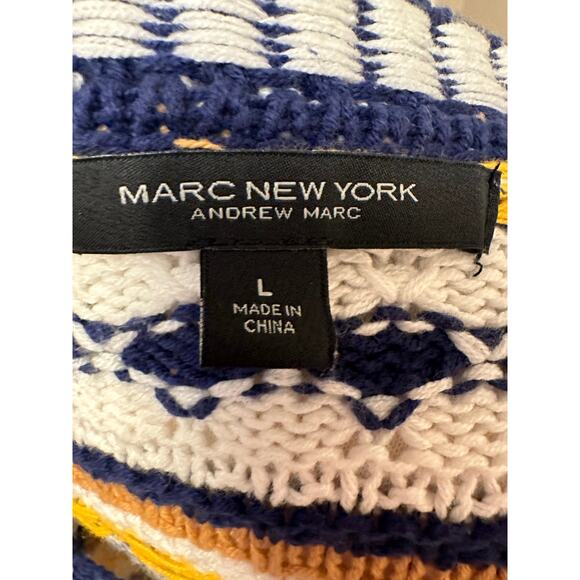 MARC NEW YORK
ANDREW MARC
L
MADE IN
CHINA